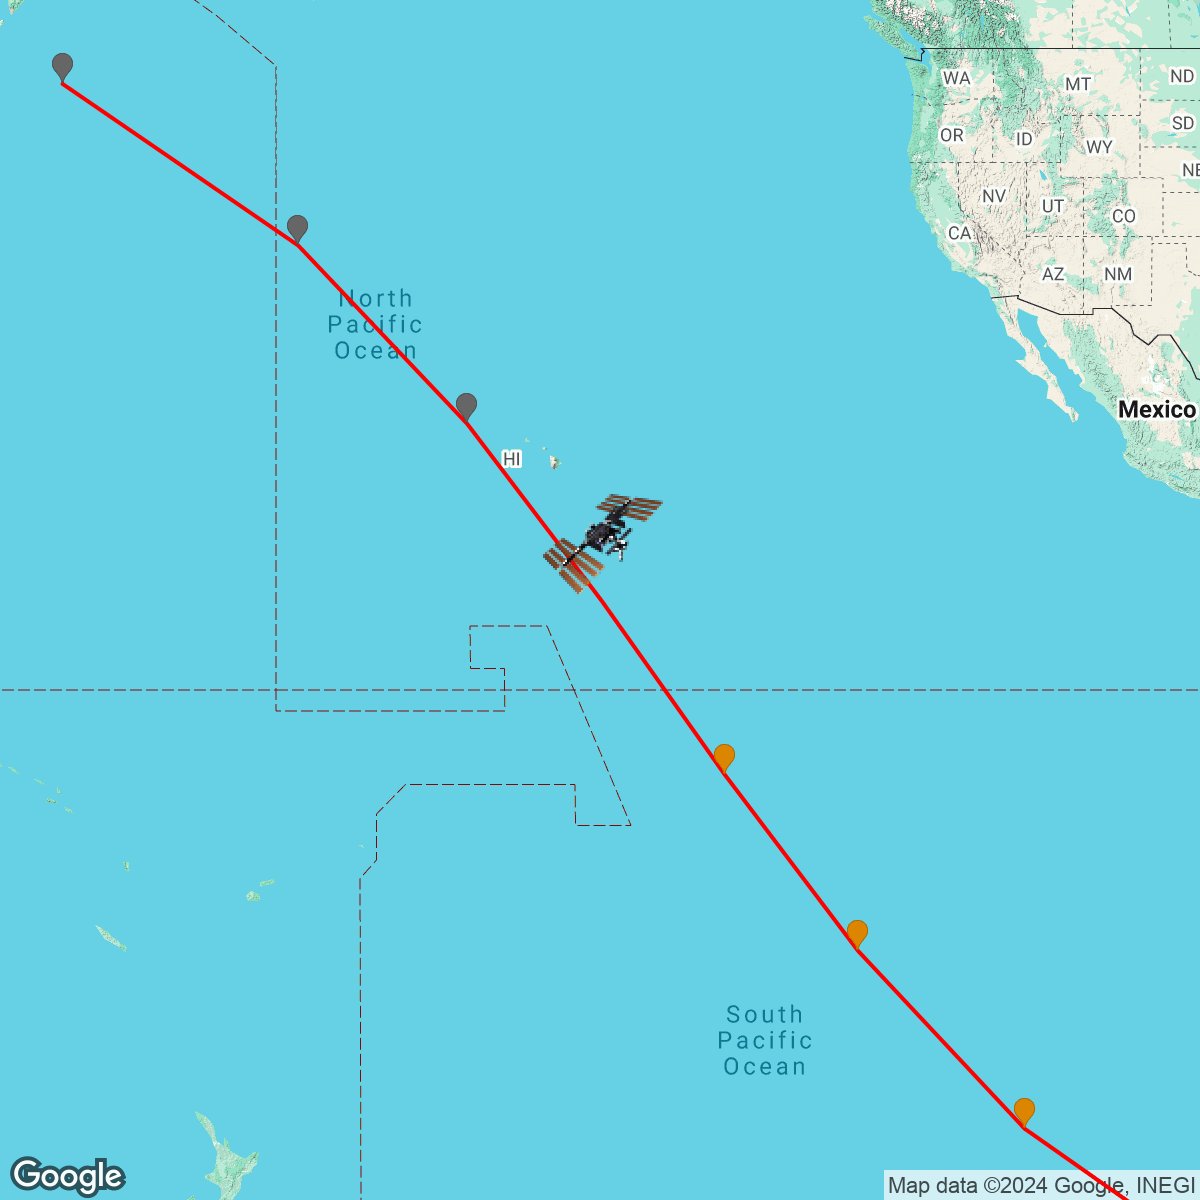 WA
MT
ND
OR
ID
SD
WY
NE
NV
UT
CO
CA
AZ
NM
North
Pacific
Ocean
Mexico
HI
South
Pacific
Ocean
Google
Map data ©2024 Google, INEGI